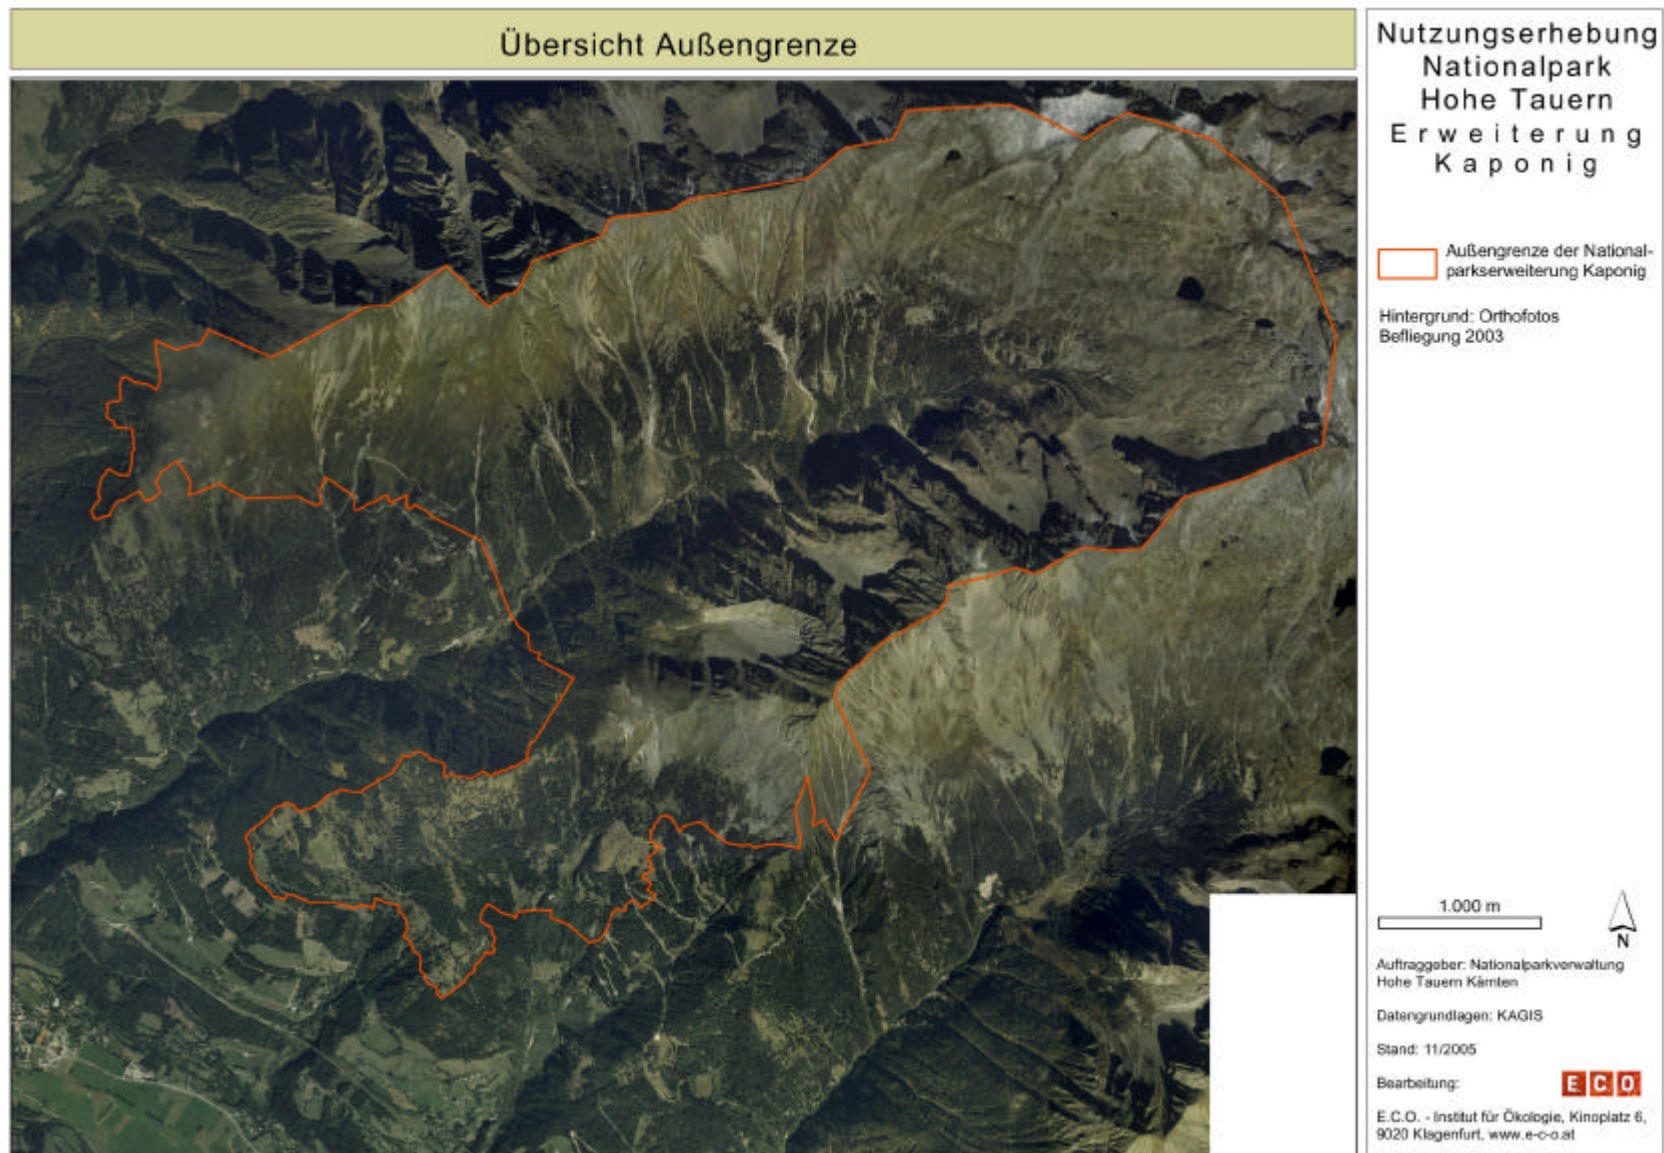 Übersicht Außengrenze
Nutzungserhebung
Nationalpark
Hohe Tauern
Erweiterung
Kaponig
Außengrenze der National-
parkserweiterung Kaponig
Hintergrund: Orthofotos
Befliegung 2003
1.000 m
N
Auftraggeber: Nationalparkverwaltung
Hohe Tauern Kärnten
Datengrundlagen: KAGIS
Stand: 11/2005
Bearbeitung:
E.C.O.
E.C.O. - Institut für Ökologie, Kinoplatz 6,
9020 Klagenfurt, www.e-c-o.at